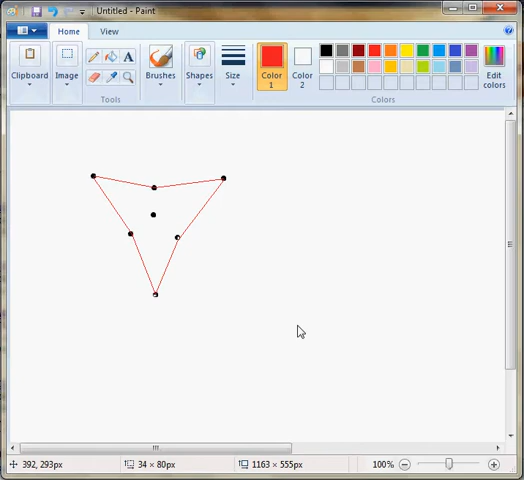 Untitled - Paint
Home View
Clipboard
Image
Tools
Brushes
Shapes
Size
Color 1
Color 2
Edit colors
Colors
392, 293px
34 × 80px
1163 × 555px
100%